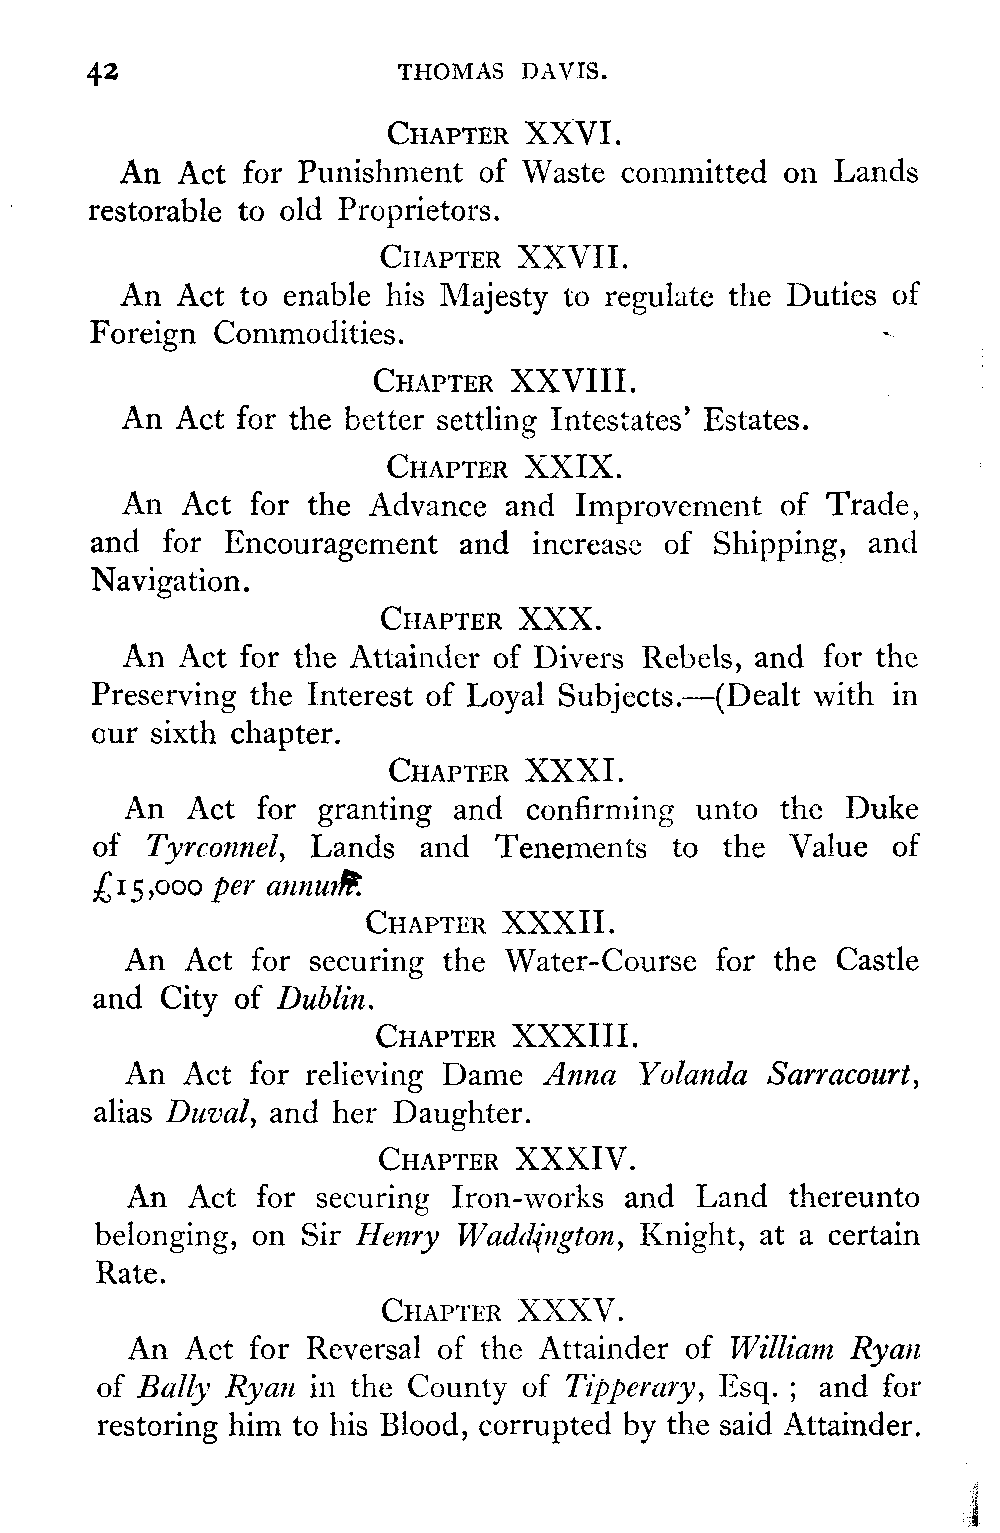 42 THOMAS DAVIS.
CHAPTER XXVI.
An Act for Punishment of Waste committed on Lands
restorable to old Proprietors.
CHAPTER XXVII.
An Act to enable his Majesty to regulate the Duties of
Foreign Commodities.
CHAPTER XXVIII.
An Act for the better settling Intestates' Estates.
CHAPTER XXIX.
An Act for the Advance and Improvement of Trade,
and for Encouragement and increase of Shipping, and
Navigation.
CHAPTER XXX.
An Act for the Attainder of Divers Rebels, and for the
Preserving the Interest of Loyal Subjects.—(Dealt with in
our sixth chapter.
CHAPTER XXXI.
An Act for granting and confirming unto the Duke
of Tyrconnel, Lands and Tenements to the Value of
£15,000 per annum.
CHAPTER XXXII.
An Act for securing the Water-Course for the Castle
and City of Dublin.
CHAPTER XXXIII.
An Act for relieving Dame Anna Yolanda Sarracourt,
alias Duval, and her Daughter.
CHAPTER XXXIV.
An Act for securing Iron-works and Land thereunto
belonging, on Sir Henry Waddington, Knight, at a certain
Rate.
CHAPTER XXXV.
An Act for Reversal of the Attainder of William Ryan
of Bally Ryan in the County of Tipperary, Esq. ; and for
restoring him to his Blood, corrupted by the said Attainder.